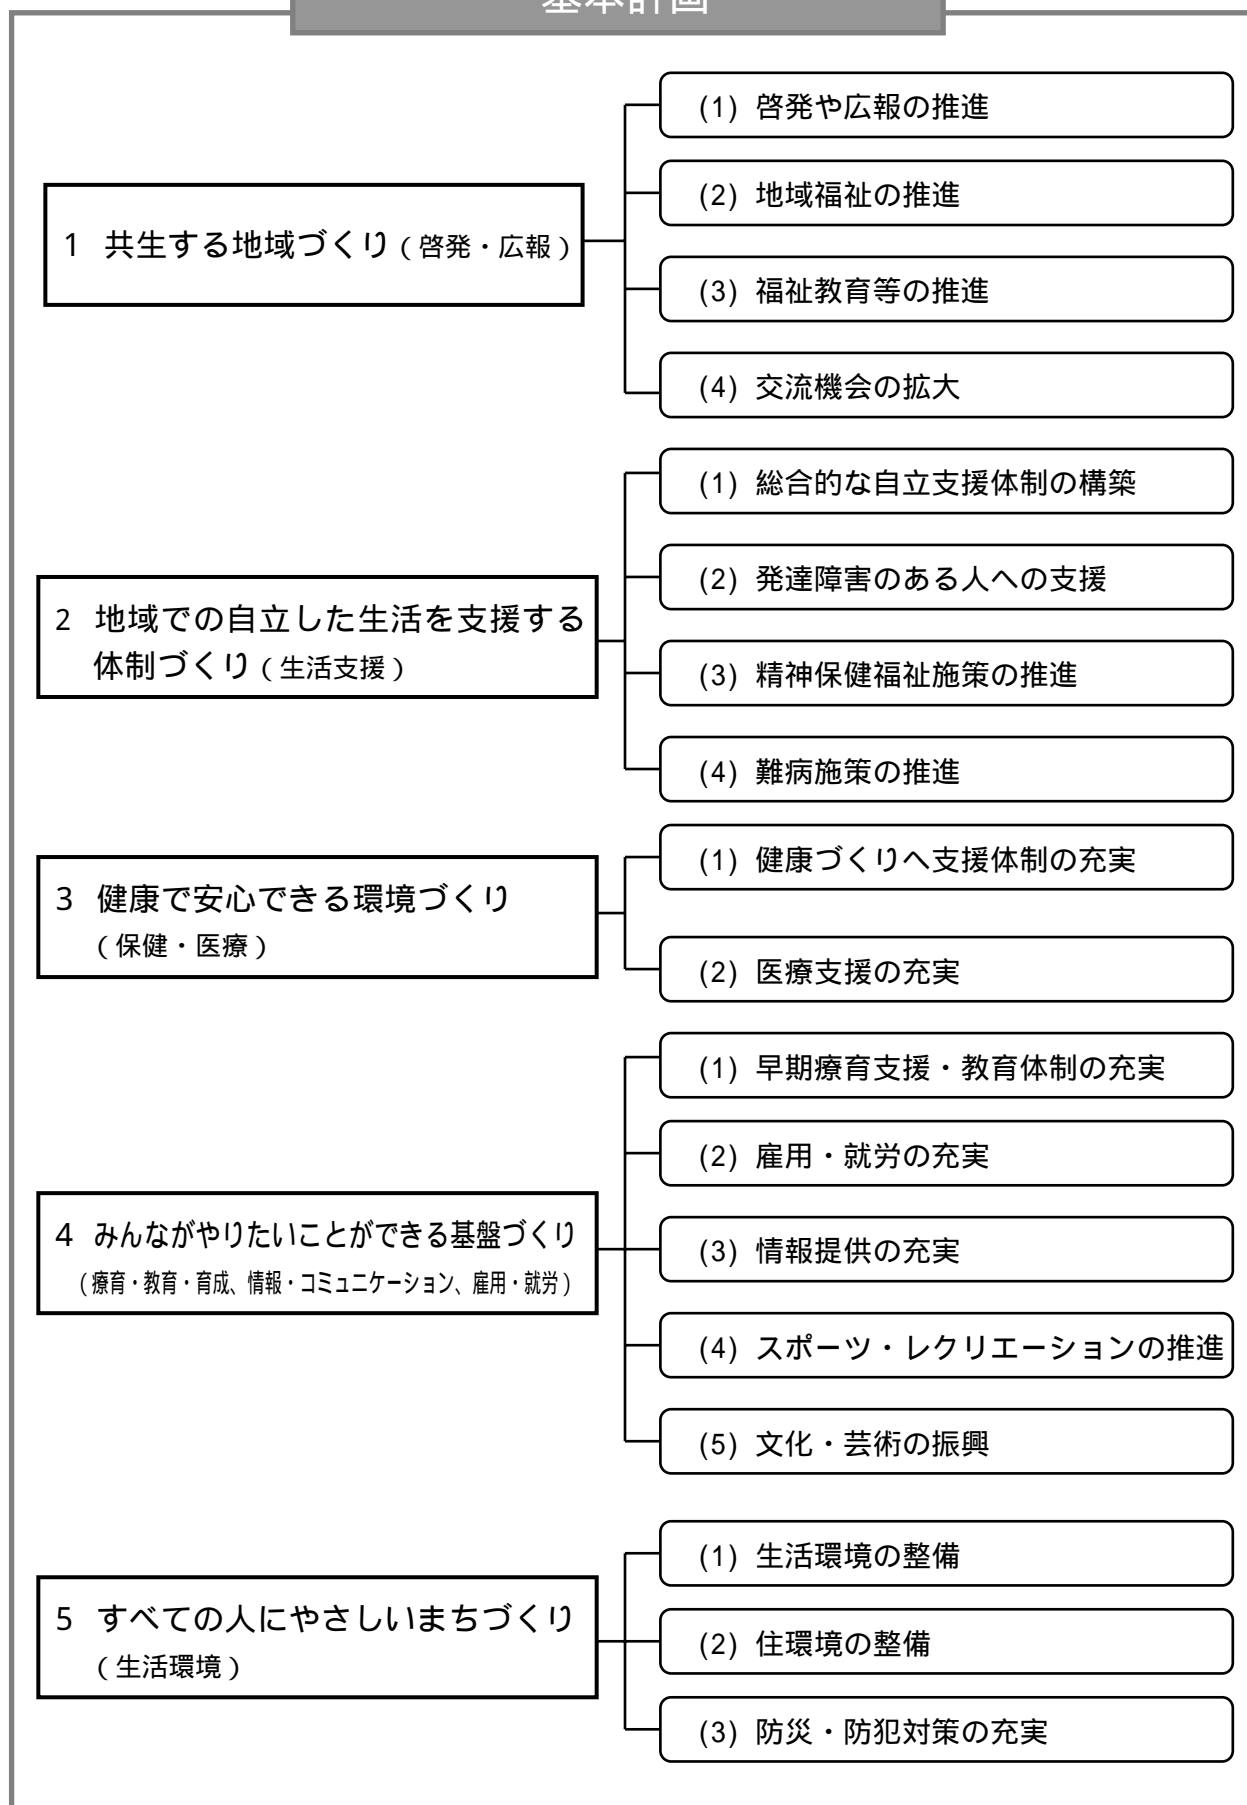 基本計画
1 共生する地域づくり（啓発・広報）
(1) 啓発や広報の推進
(2) 地域福祉の推進
(3) 福祉教育等の推進
(4) 交流機会の拡大
2 地域での自立した生活を支援する
体制づくり（生活支援）
(1) 総合的な自立支援体制の構築
(2) 発達障害のある人への支援
(3) 精神保健福祉施策の推進
(4) 難病施策の推進
3 健康で安心できる環境づくり
（保健・医療）
(1) 健康づくりへ支援体制の充実
(2) 医療支援の充実
4 みんながやりたいことができる基盤づくり
（療育・教育・育成、情報・コミュニケーション、雇用・就労）
(1) 早期療育支援・教育体制の充実
(2) 雇用・就労の充実
(3) 情報提供の充実
(4) スポーツ・レクリエーションの推進
(5) 文化・芸術の振興
5 すべての人にやさしいまちづくり
（生活環境）
(1) 生活環境の整備
(2) 住環境の整備
(3) 防災・防犯対策の充実